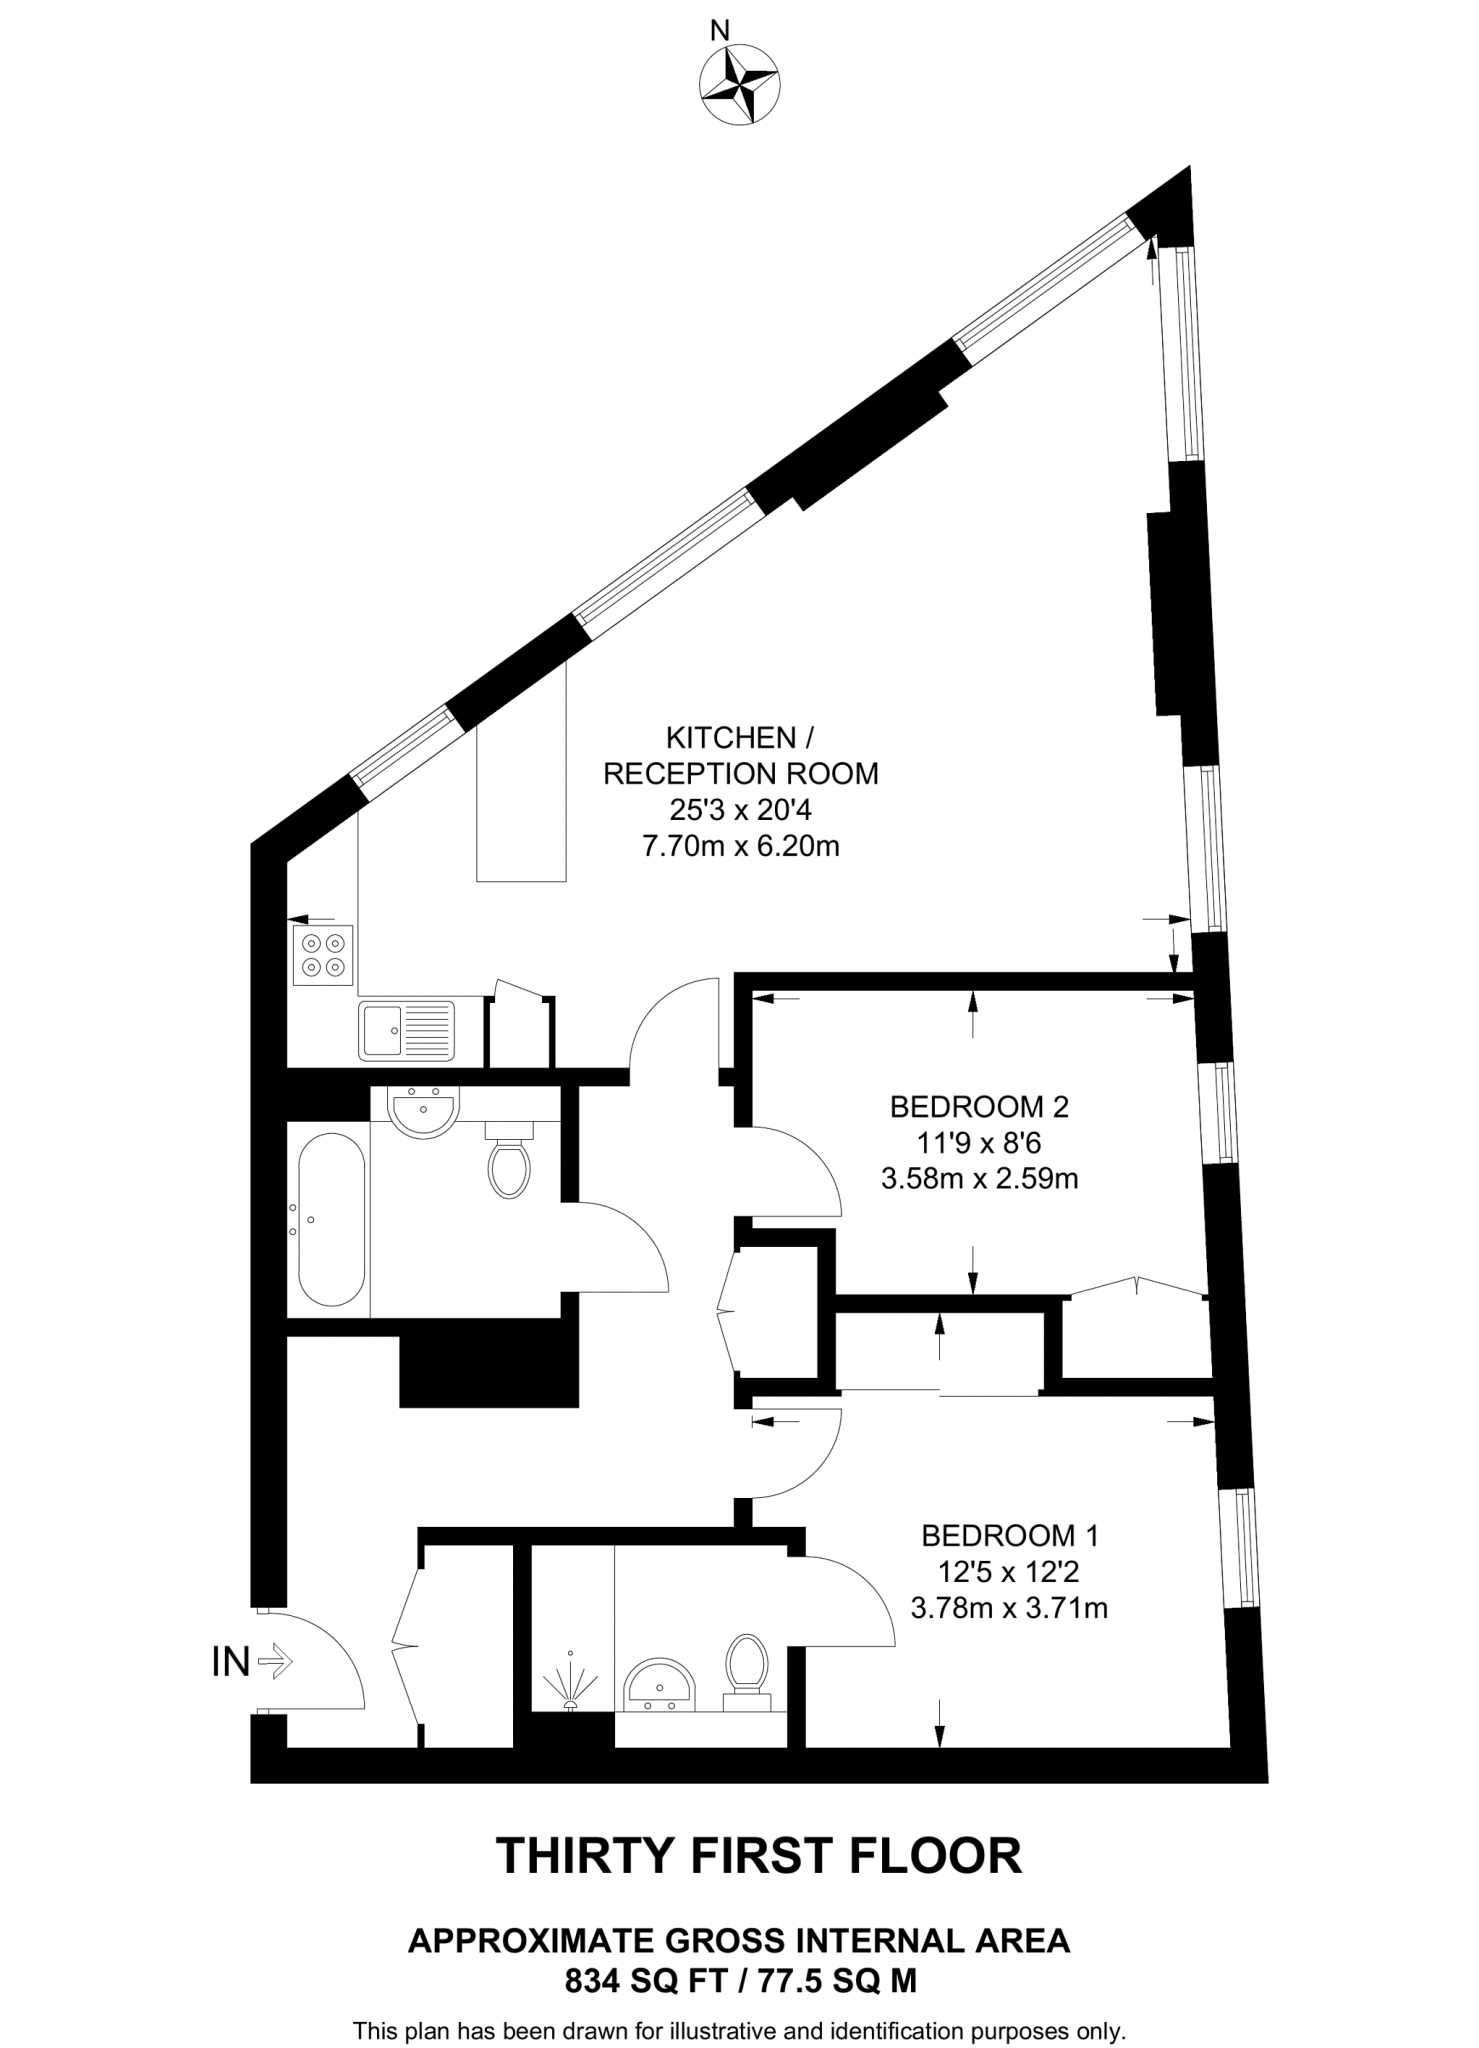 N
KITCHEN /
RECEPTION ROOM
25'3 x 20'4
7.70m x 6.20m
BEDROOM 2
11'9 x 8'6
3.58m x 2.59m
BEDROOM 1
12'5 x 12'2
3.78m x 3.71m
IN
THIRTY FIRST FLOOR
APPROXIMATE GROSS INTERNAL AREA
834 SQ FT / 77.5 SQ M
This plan has been drawn for illustrative and identification purposes only.